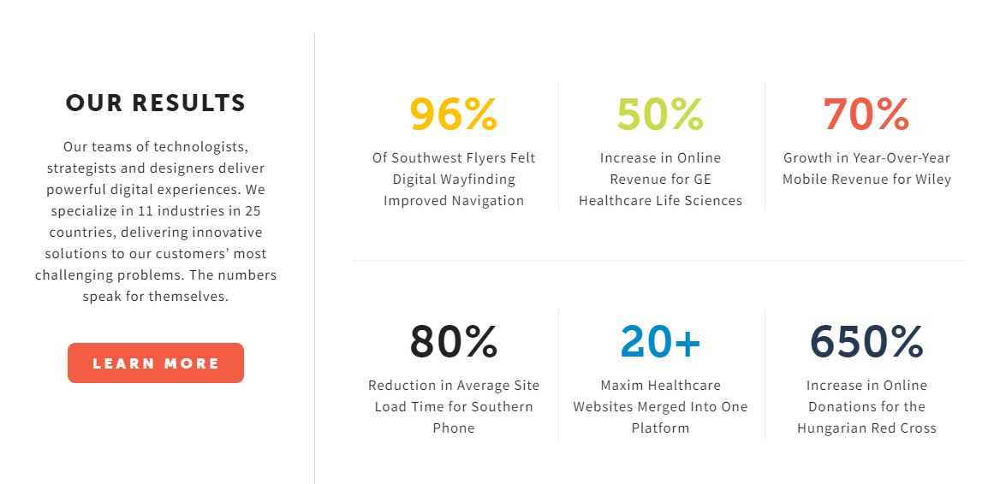 OUR RESULTS
Our teams of technologists,
strategists and designers deliver
powerful digital experiences. We
specialize in 11 industries in 25
countries, delivering innovative
solutions to our customers’ most
challenging problems. The numbers
speak for themselves.
LEARN MORE
96%
Of Southwest Flyers Felt
Digital Wayfinding
Improved Navigation
50%
Increase in Online
Revenue for GE
Healthcare Life Sciences
70%
Growth in Year-Over-Year
Mobile Revenue for Wiley
80%
Reduction in Average Site
Load Time for Southern
Phone
20+
Maxim Healthcare
Websites Merged Into One
Platform
650%
Increase in Online
Donations for the
Hungarian Red Cross